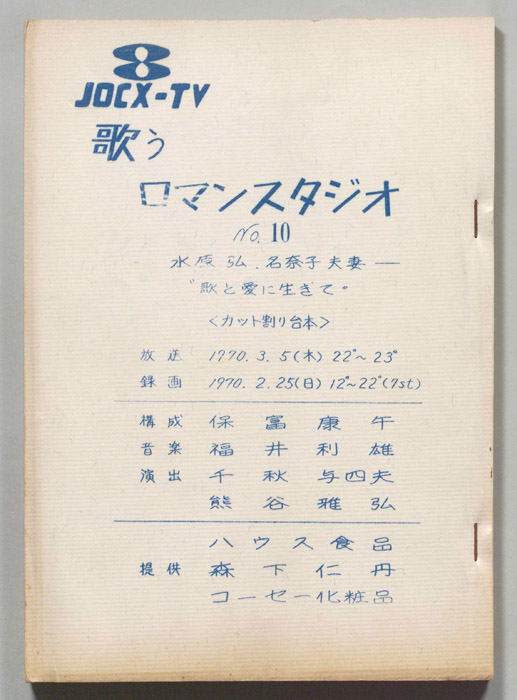 8
JOCX-TV
歌う
ロマンスタジオ
No. 10
水原 弘、名奈子夫妻 ―
"歌と愛に生きて"
<カット割り台本>
放送 1970. 3. 5(木) 22°~23°
録画 1970. 2. 25(日) 12°~22°(7st)
構成 保富康午
音楽 福井利雄
演出 千秋与四夫
熊谷雅弘
ハウス食品
提供 森下仁丹
コーセー化粧品